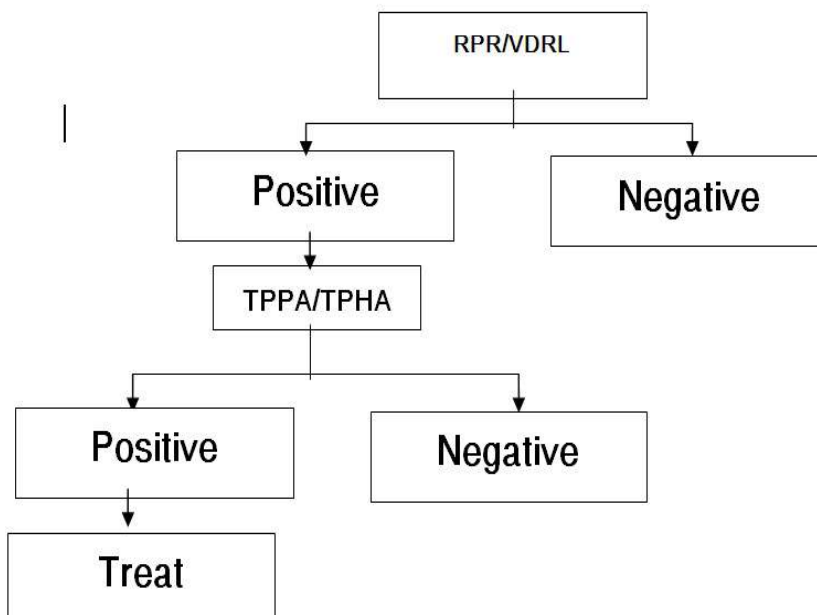 RPR/VDRL
Positive
Negative
TPPA/TPHA
Positive
Negative
Treat